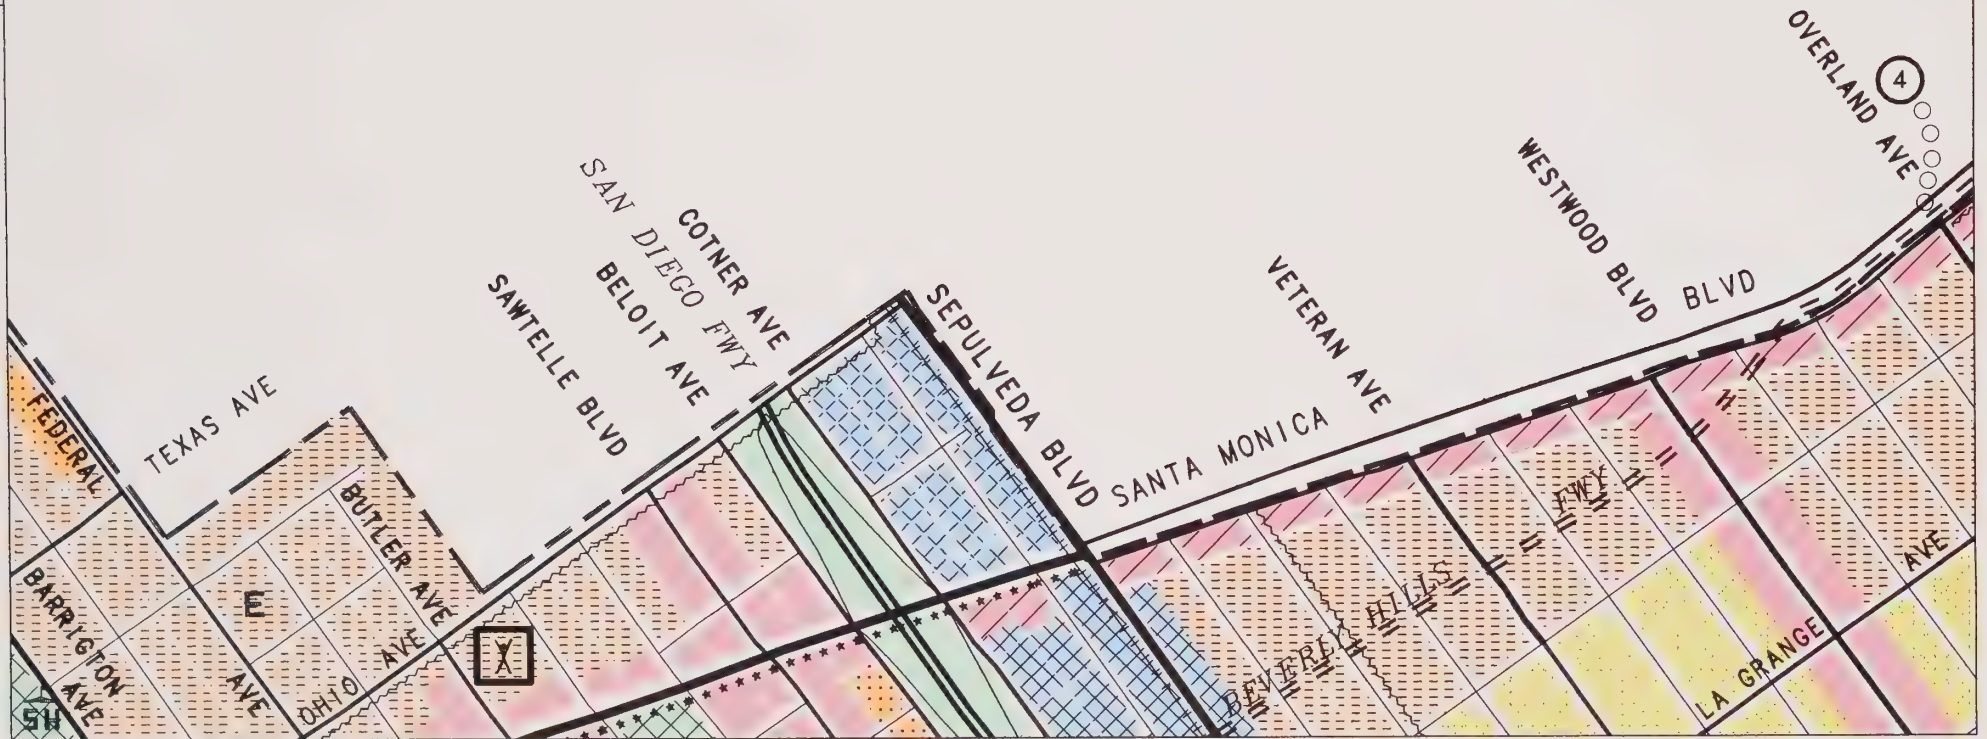 OVERLAND AVE
4
WESTWOOD BLVD
SAN DIEGO FWY
COTNER AVE
BELOIT AVE
SAWTELLE BLVD
VETERAN AVE
SEPULVEDA BLVD
SANTA MONICA BLVD
TEXAS AVE
FEDERAL AVE
BUTLER AVE
BARRIGTON AVE
E
OHIO AVE
SH
BEVERLY HILLS FWY
LA GRANGE AVE